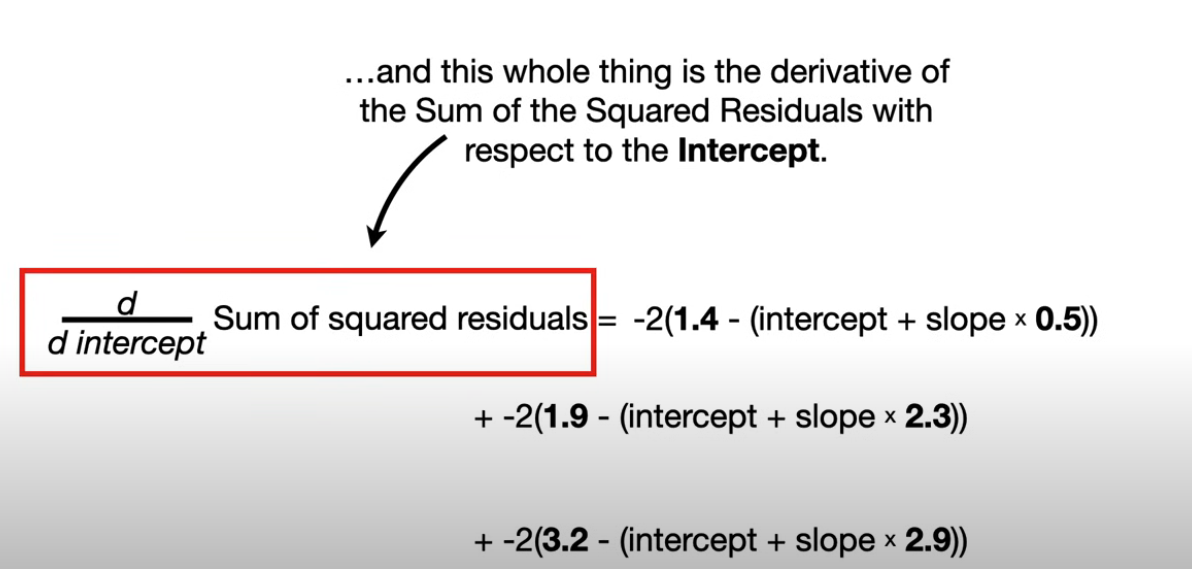 ...and this whole thing is the derivative of
the Sum of the Squared Residuals with
respect to the Intercept.
d
d intercept
Sum of squared residuals = -2(1.4 - (intercept + slope × 0.5))
+ -2(1.9 - (intercept + slope × 2.3))
+ -2(3.2 - (intercept + slope × 2.9))